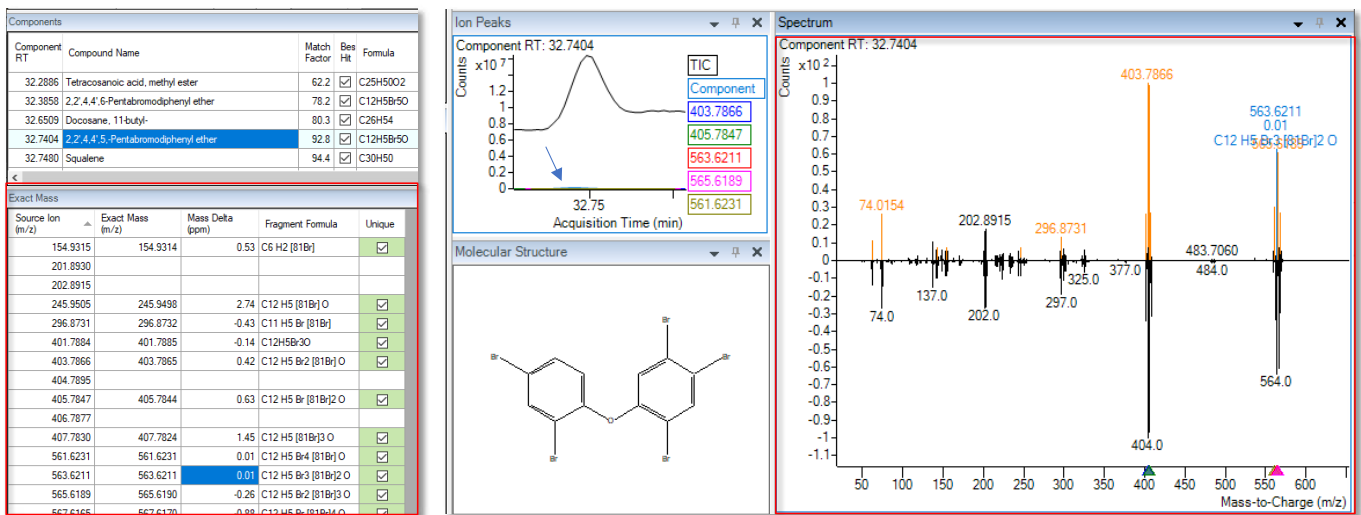 Components
Component RT Compound Name Match Factor Bes Hit Formula
32.2886 Tetracosanoic acid, methyl ester 62.2 C25H50O2
32.3858 2,2',4,4',6-Pentabromodiphenyl ether 78.2 C12H5Br5O
32.6509 Docosane, 11-butyl- 80.3 C26H54
32.7404 2,2',4,4',5,-Pentabromodiphenyl ether 92.8 C12H5Br5O
32.7480 Squalene 94.4 C30H50
Exact Mass
Source Ion (m/z) Exact Mass (m/z) Mass Delta (ppm) Fragment Formula Unique
154.9315 154.9314 0.53 C6 H2 [81Br]
201.8930
202.8915
245.9505 245.9498 2.74 C12 H5 [81Br] O
296.8731 296.8732 -0.43 C11 H5 Br [81Br]
401.7884 401.7885 -0.14 C12H5Br3O
403.7866 403.7865 0.42 C12 H5 Br2 [81Br] O
404.7895
405.7847 405.7844 0.63 C12 H5 Br [81Br]2 O
406.7877
407.7830 407.7824 1.45 C12 H5 [81Br]3 O
561.6231 561.6231 0.01 C12 H5 Br4 [81Br] O
563.6211 563.6211 0.01 C12 H5 Br3 [81Br]2 O
565.6189 565.6190 -0.26 C12 H5 Br2 [81Br]3 O
567.6165 567.6170 -0.88 C12 H5 Br [81Br]4 O
Ion Peaks
Component RT: 32.7404
Counts
x10 7
1.2
1
0.8
0.6
0.4
0.2
0
32.75
Acquisition Time (min)
TIC
Component
403.7866
405.7847
563.6211
565.6189
561.6231
Molecular Structure
Br
Br
Br
O
Br
Br
Spectrum
Component RT: 32.7404
Counts
x10 2
1
0.9
0.8
0.7
0.6
0.5
0.4
0.3
0.2
0.1
0
-0.1
-0.2
-0.3
-0.4
-0.5
-0.6
-0.7
-0.8
-0.9
-1
-1.1
403.7866
563.6211
0.01
C12 H5 Br3 [81Br]2 O
74.0154
202.8915
296.8731
483.7060
377.0
484.0
325.0
137.0
297.0
74.0
202.0
564.0
404.0
50 100 150 200 250 300 350 400 450 500 550 600
Mass-to-Charge (m/z)